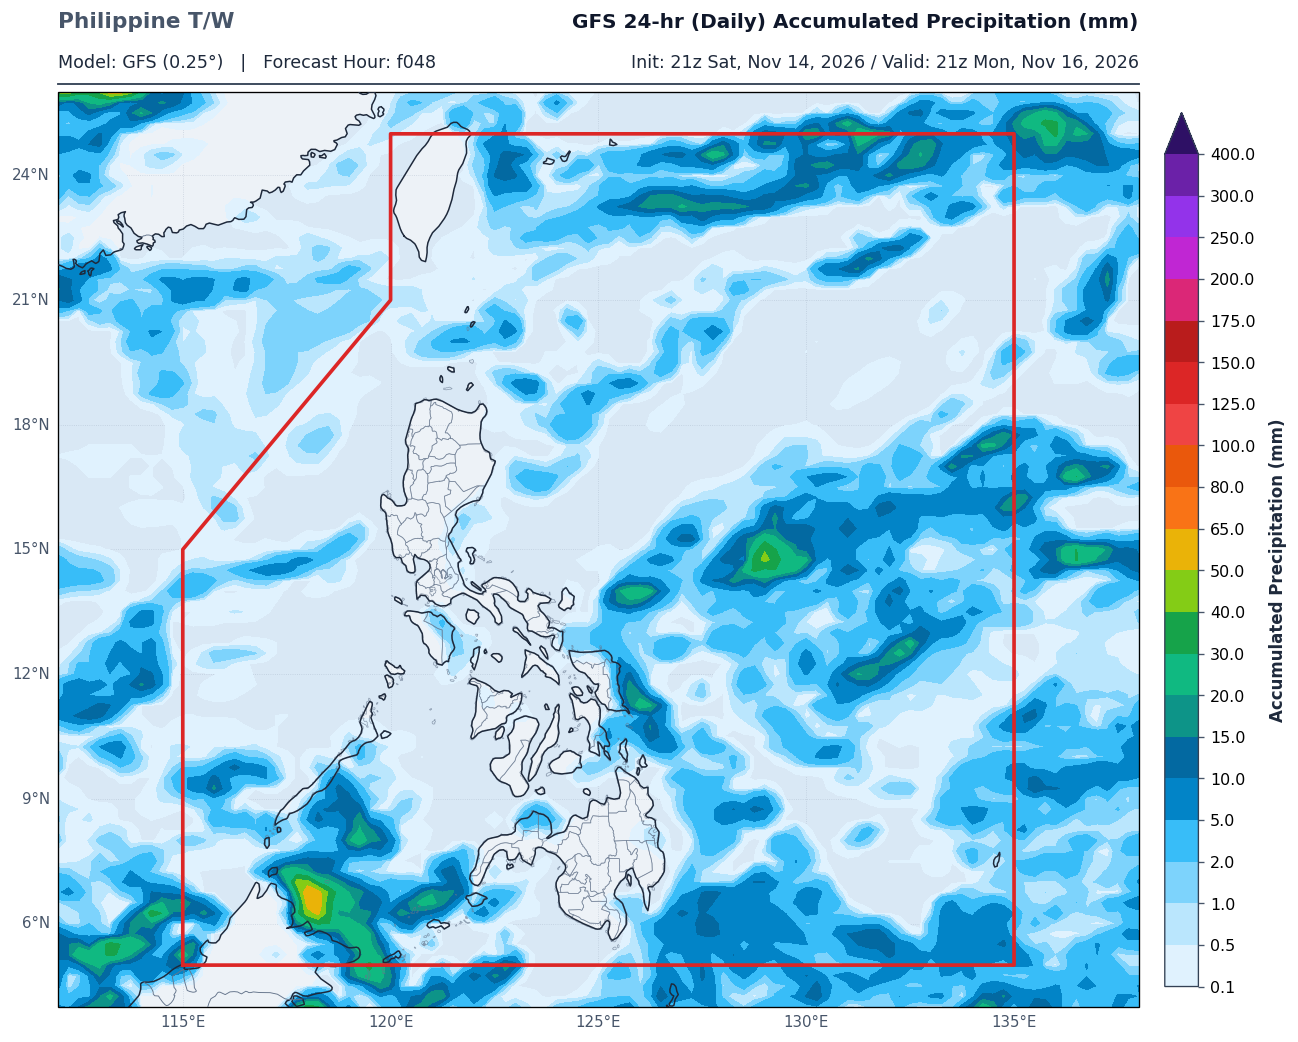 Philippine T/W
GFS 24-hr (Daily) Accumulated Precipitation (mm)
Model: GFS (0.25°)   |   Forecast Hour: f048
Init: 21z Sat, Nov 14, 2026 / Valid: 21z Mon, Nov 16, 2026
24°N
21°N
18°N
15°N
12°N
9°N
6°N
115°E
120°E
125°E
130°E
135°E
400.0
300.0
250.0
200.0
175.0
150.0
125.0
100.0
80.0
65.0
50.0
40.0
30.0
20.0
15.0
10.0
5.0
2.0
1.0
0.5
0.1
Accumulated Precipitation (mm)